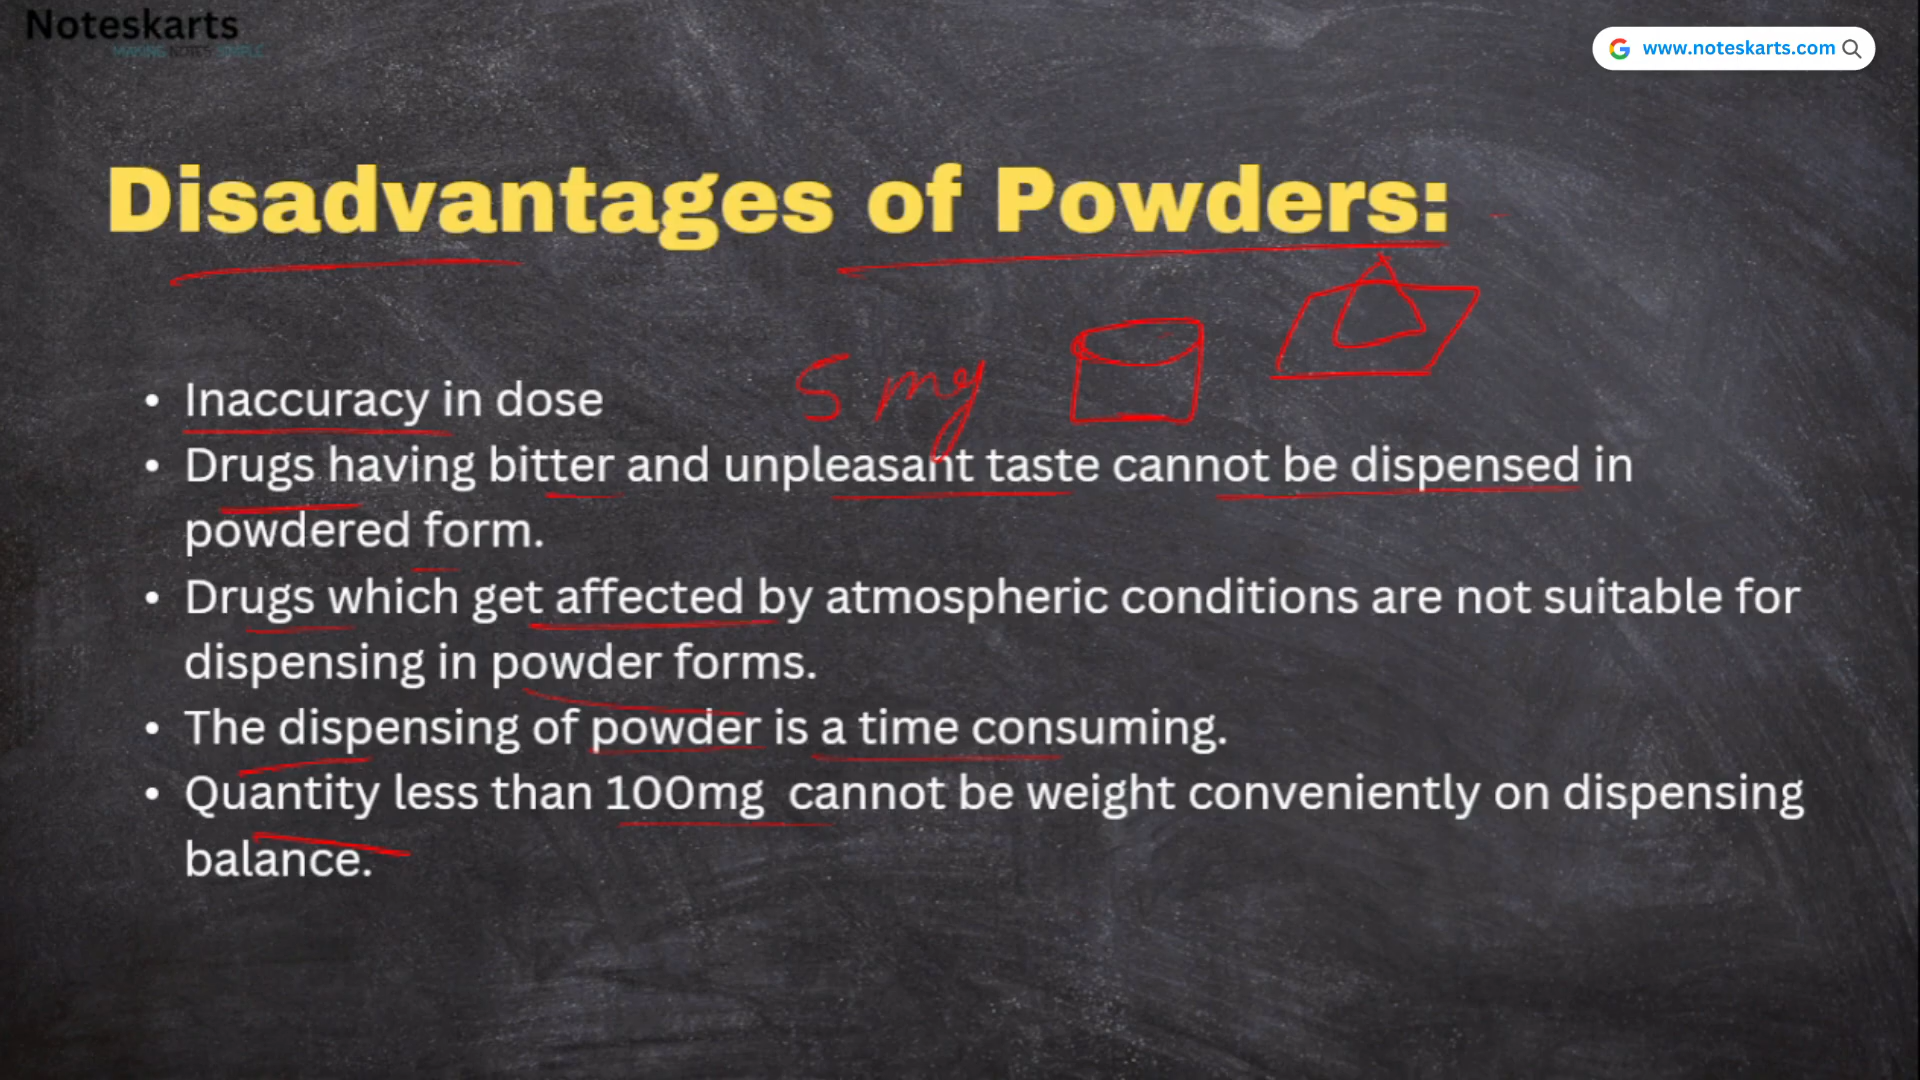 Noteskarts
MAKING NOTES SIMPLE
www.noteskarts.com
Disadvantages of Powders:
5 mg
• Inaccuracy in dose
• Drugs having bitter and unpleasant taste cannot be dispensed in
powdered form.
• Drugs which get affected by atmospheric conditions are not suitable for
dispensing in powder forms.
• The dispensing of powder is a time consuming.
• Quantity less than 100mg cannot be weight conveniently on dispensing
balance.